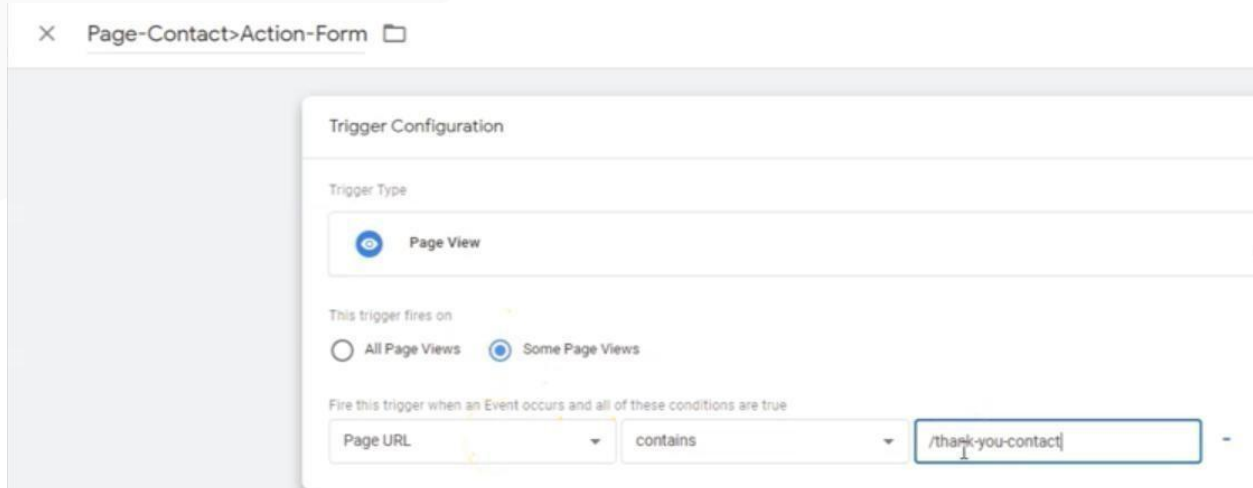 Page-Contact>Action-Form
Trigger Configuration
Trigger Type
Page View
This trigger fires on
All Page Views Some Page Views
Fire this trigger when an Event occurs and all of these conditions are true
Page URL contains /thank-you-contact -